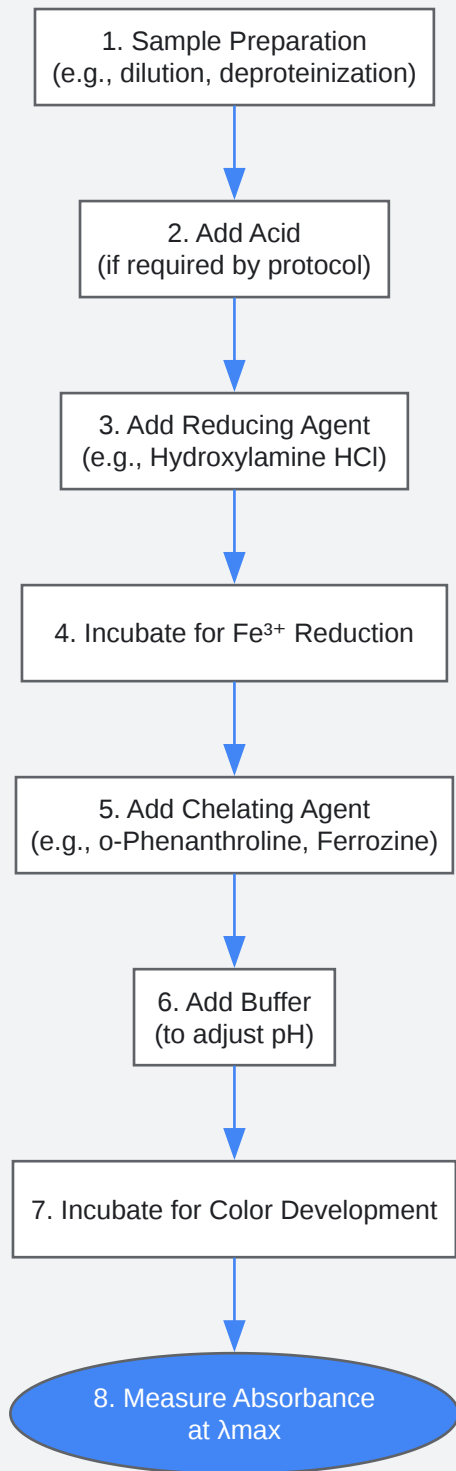 1. Sample Preparation
(e.g., dilution, deproteinization)
2. Add Acid
(if required by protocol)
3. Add Reducing Agent
(e.g., Hydroxylamine HCl)
4. Incubate for Fe³⁺ Reduction
5. Add Chelating Agent
(e.g., o-Phenanthroline, Ferrozine)
6. Add Buffer
(to adjust pH)
7. Incubate for Color Development
8. Measure Absorbance
at λmax